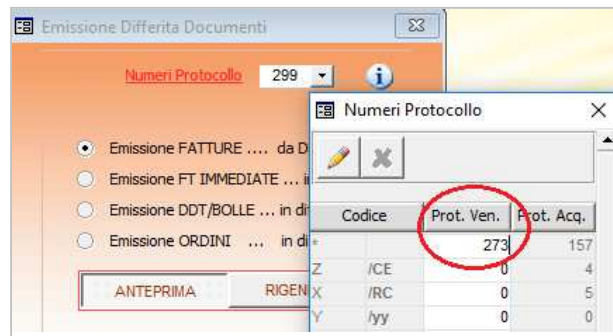 Emissione Differita Documenti
Numeri Protocollo 299
Numeri Protocollo
Emissione FATTURE .... da D
Emissione FT IMMEDIATE ... i
Emissione DDT/BOLLE ... in di
Emissione ORDINI ... in di
ANTEPRIMA RIGEN
Codice Prot. Ven. Prot. Acq.
* 273 157
Z /CE 0 4
X /RC 0 5
Y /yy 0 0